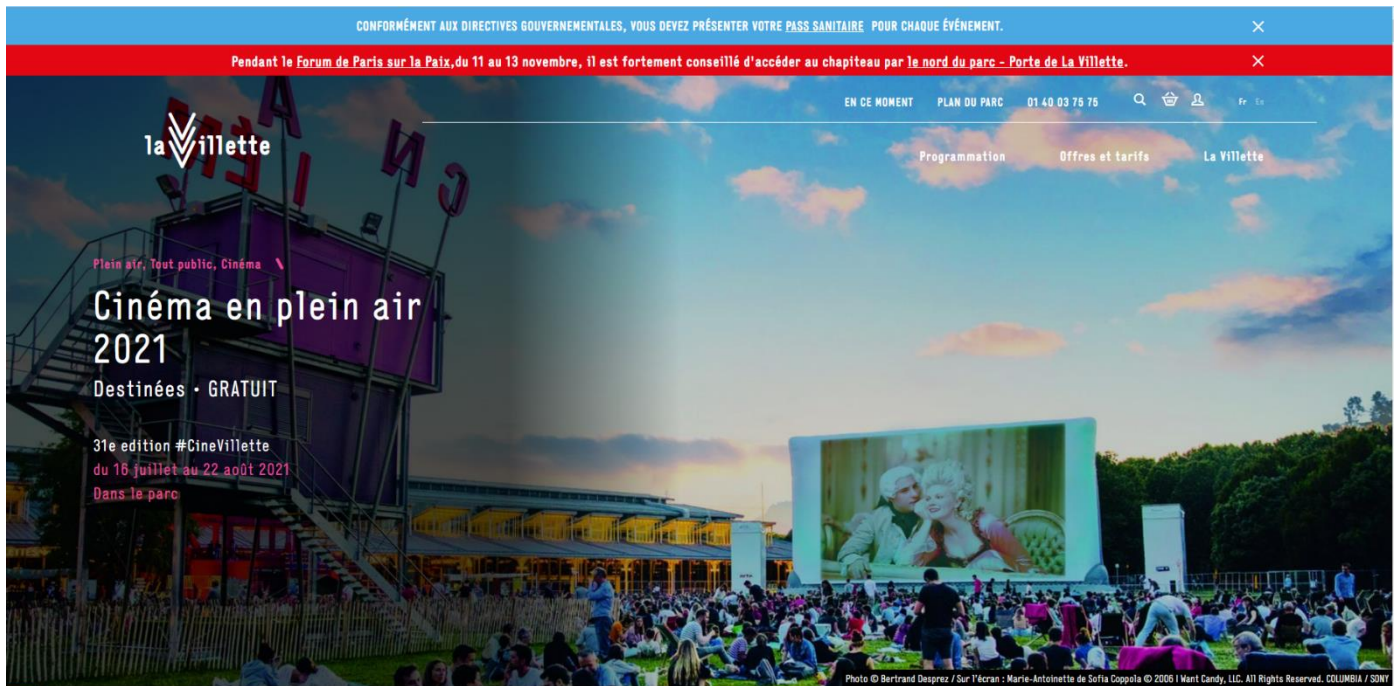 CONFORMÉMENT AUX DIRECTIVES GOUVERNEMENTALES, VOUS DEVEZ PRÉSENTER VOTRE PASS SANITAIRE POUR CHAQUE ÉVÉNEMENT.
Pendant le Forum de Paris sur la Paix,du 11 au 13 novembre, il est fortement conseillé d'accéder au chapiteau par le nord du parc - Porte de La Villette.
EN CE MOMENT PLAN DU PARC 01 40 03 75 75 Fr En
la Villette
Programmation Offres et tarifs La Villette
CINÉMA
Plein air, Tout public, Cinéma
Cinéma en plein air
2021
Destinées • GRATUIT
31e edition #CineVillette
du 16 juillet au 22 août 2021
Dans le parc
Photo © Bertrand Desprez / Sur l'écran : Marie-Antoinette de Sofia Coppola © 2006 I Want Candy, LLC. All Rights Reserved. COLUMBIA / SONY